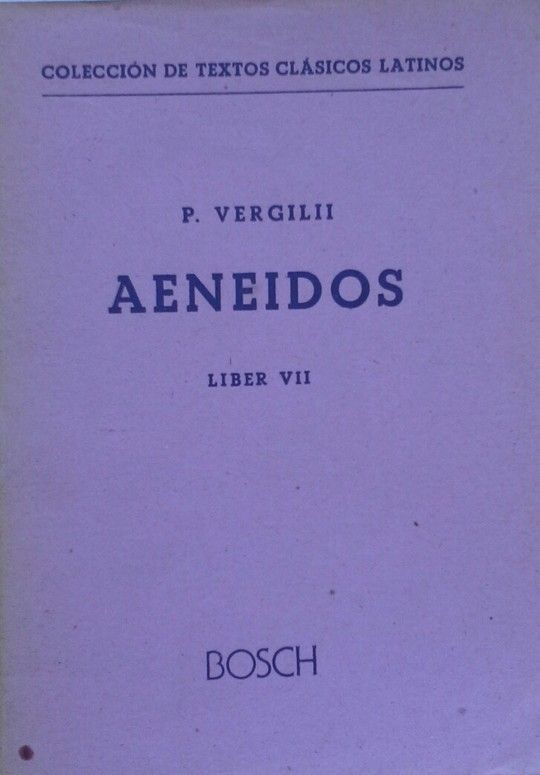 COLECCIÓN DE TEXTOS CLÁSICOS LATINOS
P. VERGILII
AENEIDOS
LIBER VII
BOSCH